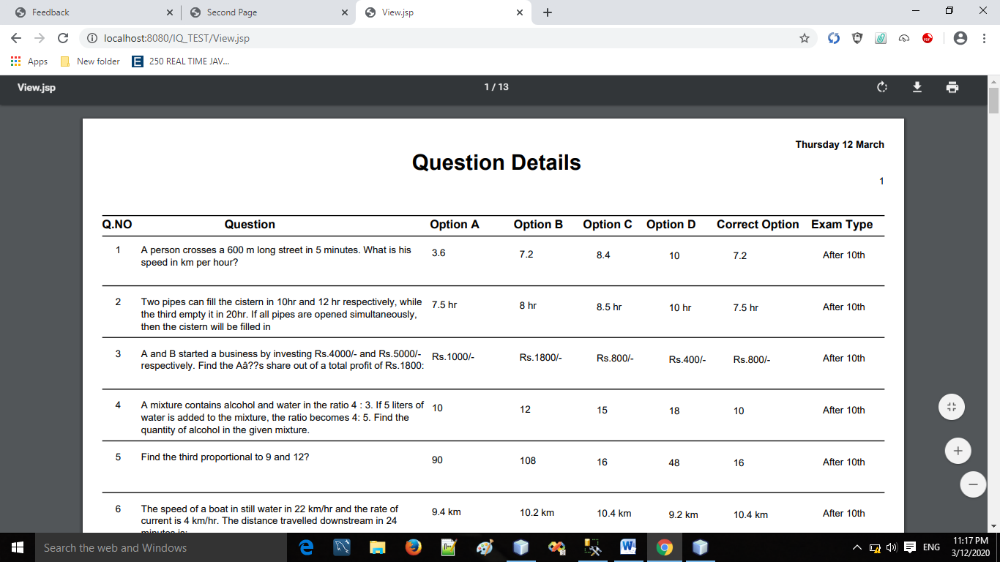 Feedback
Second Page
View.jsp
localhost:8080/IQ_TEST/View.jsp
Apps
New folder
E
250 REAL TIME JAV...
View.jsp
1 / 13
Thursday 12 March
Question Details
1
Q.NO Question Option A Option B Option C Option D Correct Option Exam Type
1 A person crosses a 600 m long street in 5 minutes. What is his 3.6 7.2 8.4 10 7.2 After 10th
speed in km per hour?
2 Two pipes can fill the cistern in 10hr and 12 hr respectively, while 7.5 hr 8 hr 8.5 hr 10 hr 7.5 hr After 10th
the third empty it in 20hr. If all pipes are opened simultaneously,
then the cistern will be filled in
3 A and B started a business by investing Rs.4000/- and Rs.5000/- Rs.1000/- Rs.1800/- Rs.800/- Rs.400/- Rs.800/- After 10th
respectively. Find the Aâ??s share out of a total profit of Rs.1800:
4 A mixture contains alcohol and water in the ratio 4 : 3. If 5 liters of 10 12 15 18 10 After 10th
water is added to the mixture, the ratio becomes 4: 5. Find the
quantity of alcohol in the given mixture.
5 Find the third proportional to 9 and 12? 90 108 16 48 16 After 10th
6 The speed of a boat in still water in 22 km/hr and the rate of 9.4 km 10.2 km 10.4 km 9.2 km 10.4 km After 10th
current is 4 km/hr. The distance travelled downstream in 24
minutes is:
Search the web and Windows
ENG
11:17 PM
3/12/2020